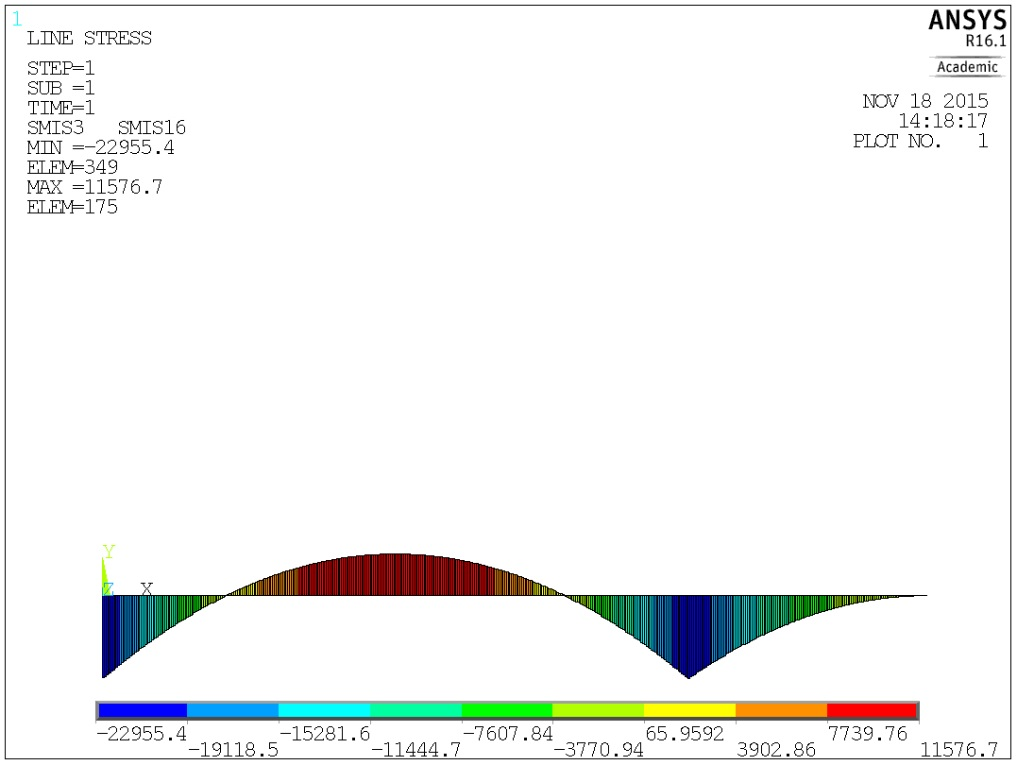 1
LINE STRESS
STEP=1
SUB =1
TIME=1
SMIS3 SMIS16
MIN =-22955.4
ELEM=349
MAX =11576.7
ELEM=175
ANSYS
R16.1
Academic
NOV 18 2015
14:18:17
PLOT NO. 1
Y
Z X
-22955.4 -15281.6 -7607.84 65.9592 7739.76
-19118.5 -11444.7 -3770.94 3902.86 11576.7